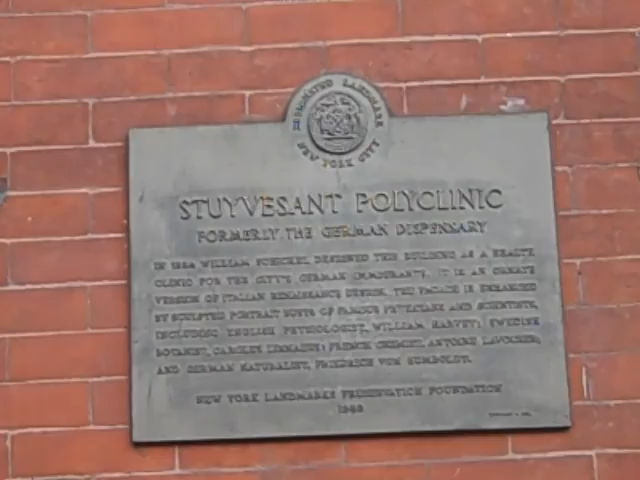 DESIGNATED LANDMARK
NEW YORK CITY
STUYVESANT POLYCLINIC
FORMERLY THE GERMAN DISPENSARY
IN 1884 WILLIAM SCHICKEL DESIGNED THIS BUILDING AS A HEALTH
CLINIC FOR THE CITY'S GERMAN IMMIGRANTS. IT IS AN ORNATE
VERSION OF ITALIAN RENAISSANCE DESIGN. THE FACADE IS ENHANCED
BY SCULPTED PORTRAIT BUSTS OF FAMOUS PHYSICIANS AND SCIENTISTS,
INCLUDING ENGLISH PHYSIOLOGIST, WILLIAM HARVEY; SWEDISH
BOTANIST, CAROLUS LINNAEUS; FRENCH CHEMIST, ANTOINE LAVOISIER;
AND GERMAN NATURALIST, FRIEDRICH VON HUMBOLDT.
NEW YORK LANDMARKS PRESERVATION FOUNDATION